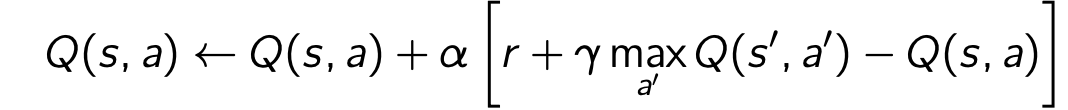 Q(s, a) ← Q(s, a) + α [r + γ max_{a′} Q(s′, a′) − Q(s, a)]